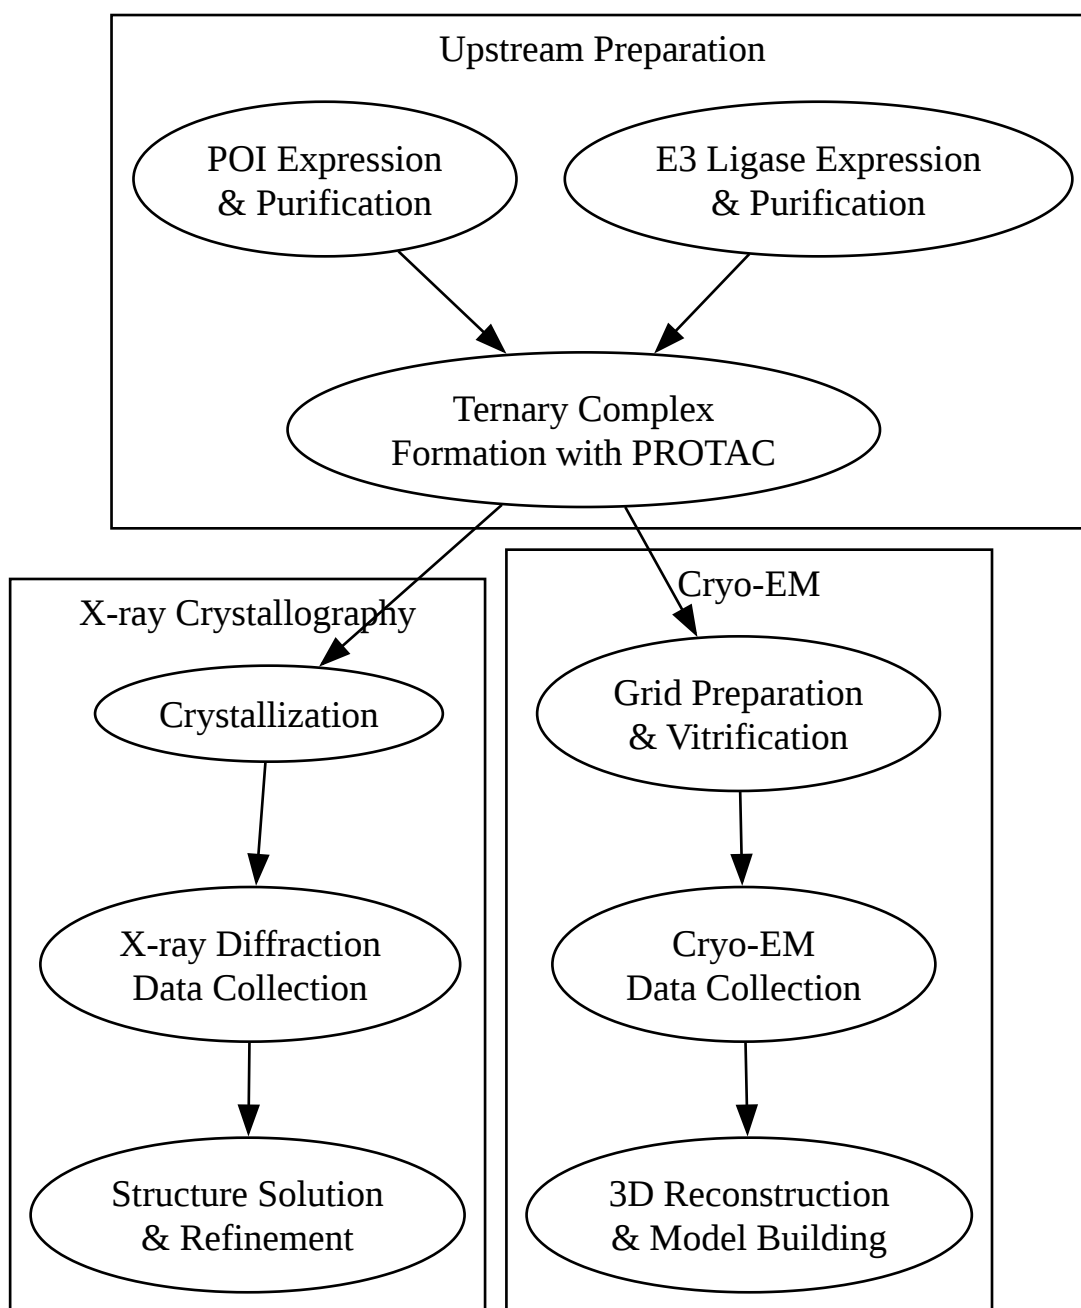 Upstream Preparation
POI Expression
& Purification
E3 Ligase Expression
& Purification
Ternary Complex
Formation with PROTAC
X-ray Crystallography
Crystallization
X-ray Diffraction
Data Collection
Structure Solution
& Refinement
Cryo-EM
Grid Preparation
& Vitrification
Cryo-EM
Data Collection
3D Reconstruction
& Model Building